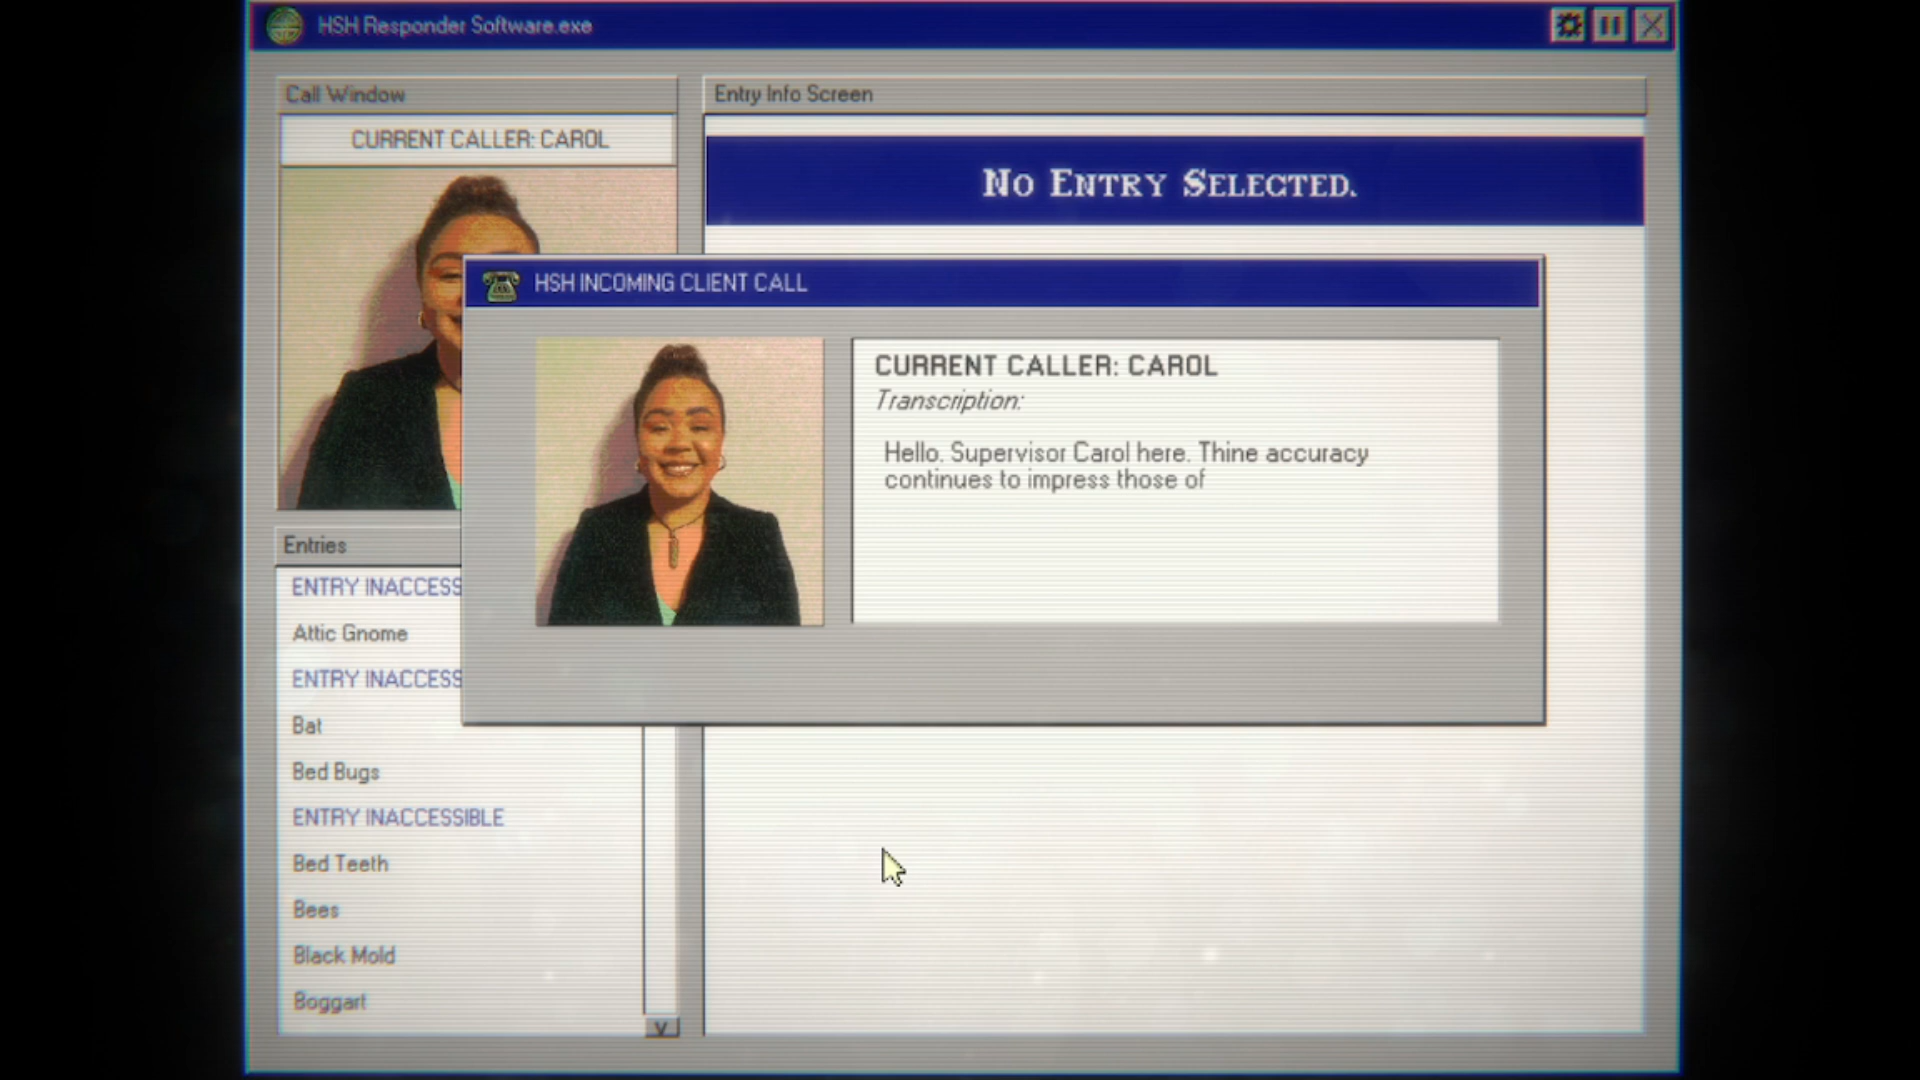 HSH Responder Software.exe
Call Window
CURRENT CALLER: CAROL
Entry Info Screen
NO ENTRY SELECTED.
HSH INCOMING CLIENT CALL
CURRENT CALLER: CAROL
Transcription:
Hello. Supervisor Carol here. Thine accuracy
continues to impress those of
Entries
ENTRY INACCESS
Attic Gnome
ENTRY INACCESS
Bat
Bed Bugs
ENTRY INACCESSIBLE
Bed Teeth
Bees
Black Mold
Boggart
V